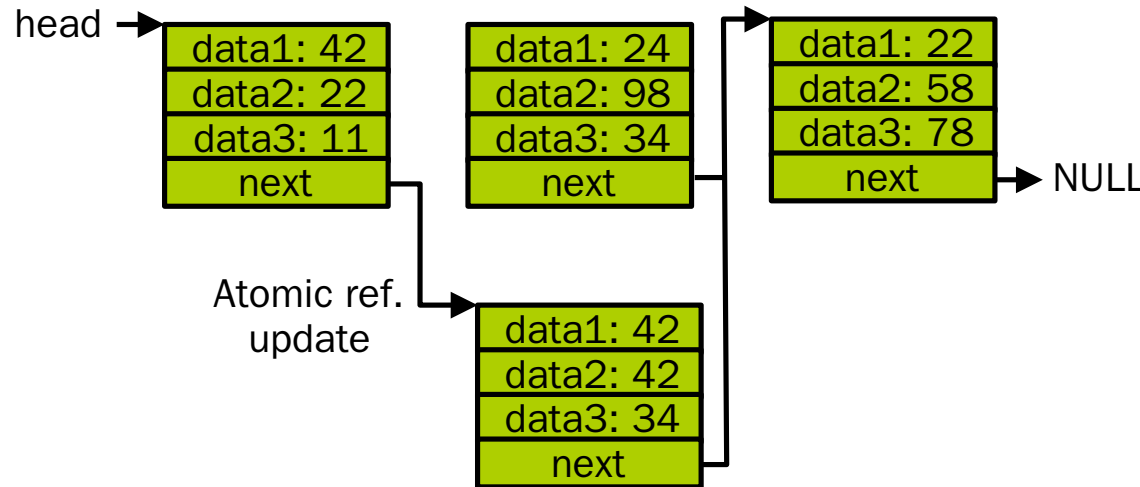 head
data1: 42
data2: 22
data3: 11
next
data1: 24
data2: 98
data3: 34
next
data1: 22
data2: 58
data3: 78
next
NULL
Atomic ref.
update
data1: 42
data2: 42
data3: 34
next